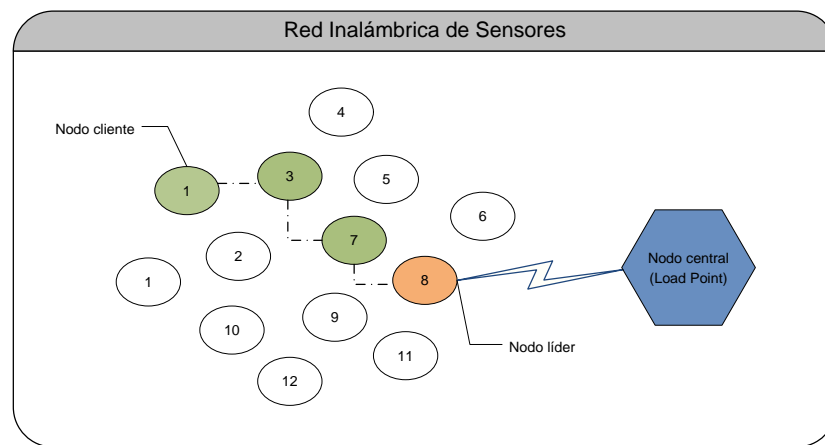 Red Inalámbrica de Sensores
4
Nodo cliente
3
5
1
6
7
2
Nodo central
(Load Point)
8
1
9
10
Nodo líder
11
12